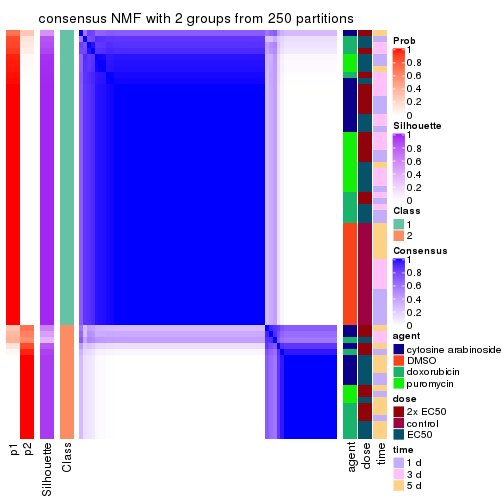 consensus NMF with 2 groups from 250 partitions
p1
p2
Silhouette
Class
agent
dose
time
Prob
1
0.8
0.6
0.4
0.2
0
Silhouette
1
0.8
0.6
0.4
0.2
0
Class
1
2
Consensus
1
0.8
0.6
0.4
0.2
0
agent
cytosine arabinoside
DMSO
doxorubicin
puromycin
dose
2x EC50
control
EC50
time
1 d
3 d
5 d